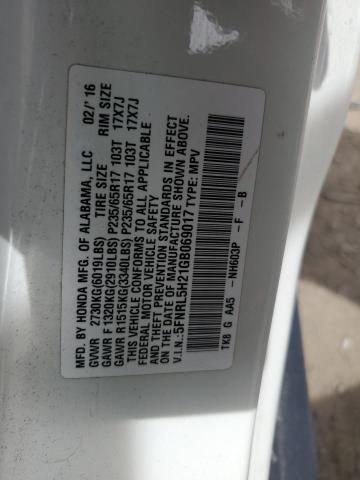 MFD. BY HONDA MFG. OF ALABAMA, LLC 02/'16
GVWR 2730KG(6019LBS) TIRE SIZE RIM SIZE
GAWR F 1320KG(2910LBS) P235/65R17 103T 17X7J
GAWR R 1515KG(3340LBS) P235/65R17 103T 17X7J
THIS VEHICLE CONFORMS TO ALL APPLICABLE
FEDERAL MOTOR VEHICLE SAFETY
AND THEFT PREVENTION STANDARDS IN EFFECT
ON THE DATE OF MANUFACTURE SHOWN ABOVE.
V.I.N.:5FNRL5H21GB069017 TYPE: MPV
TK8 G AA5 - NH603P - F - B